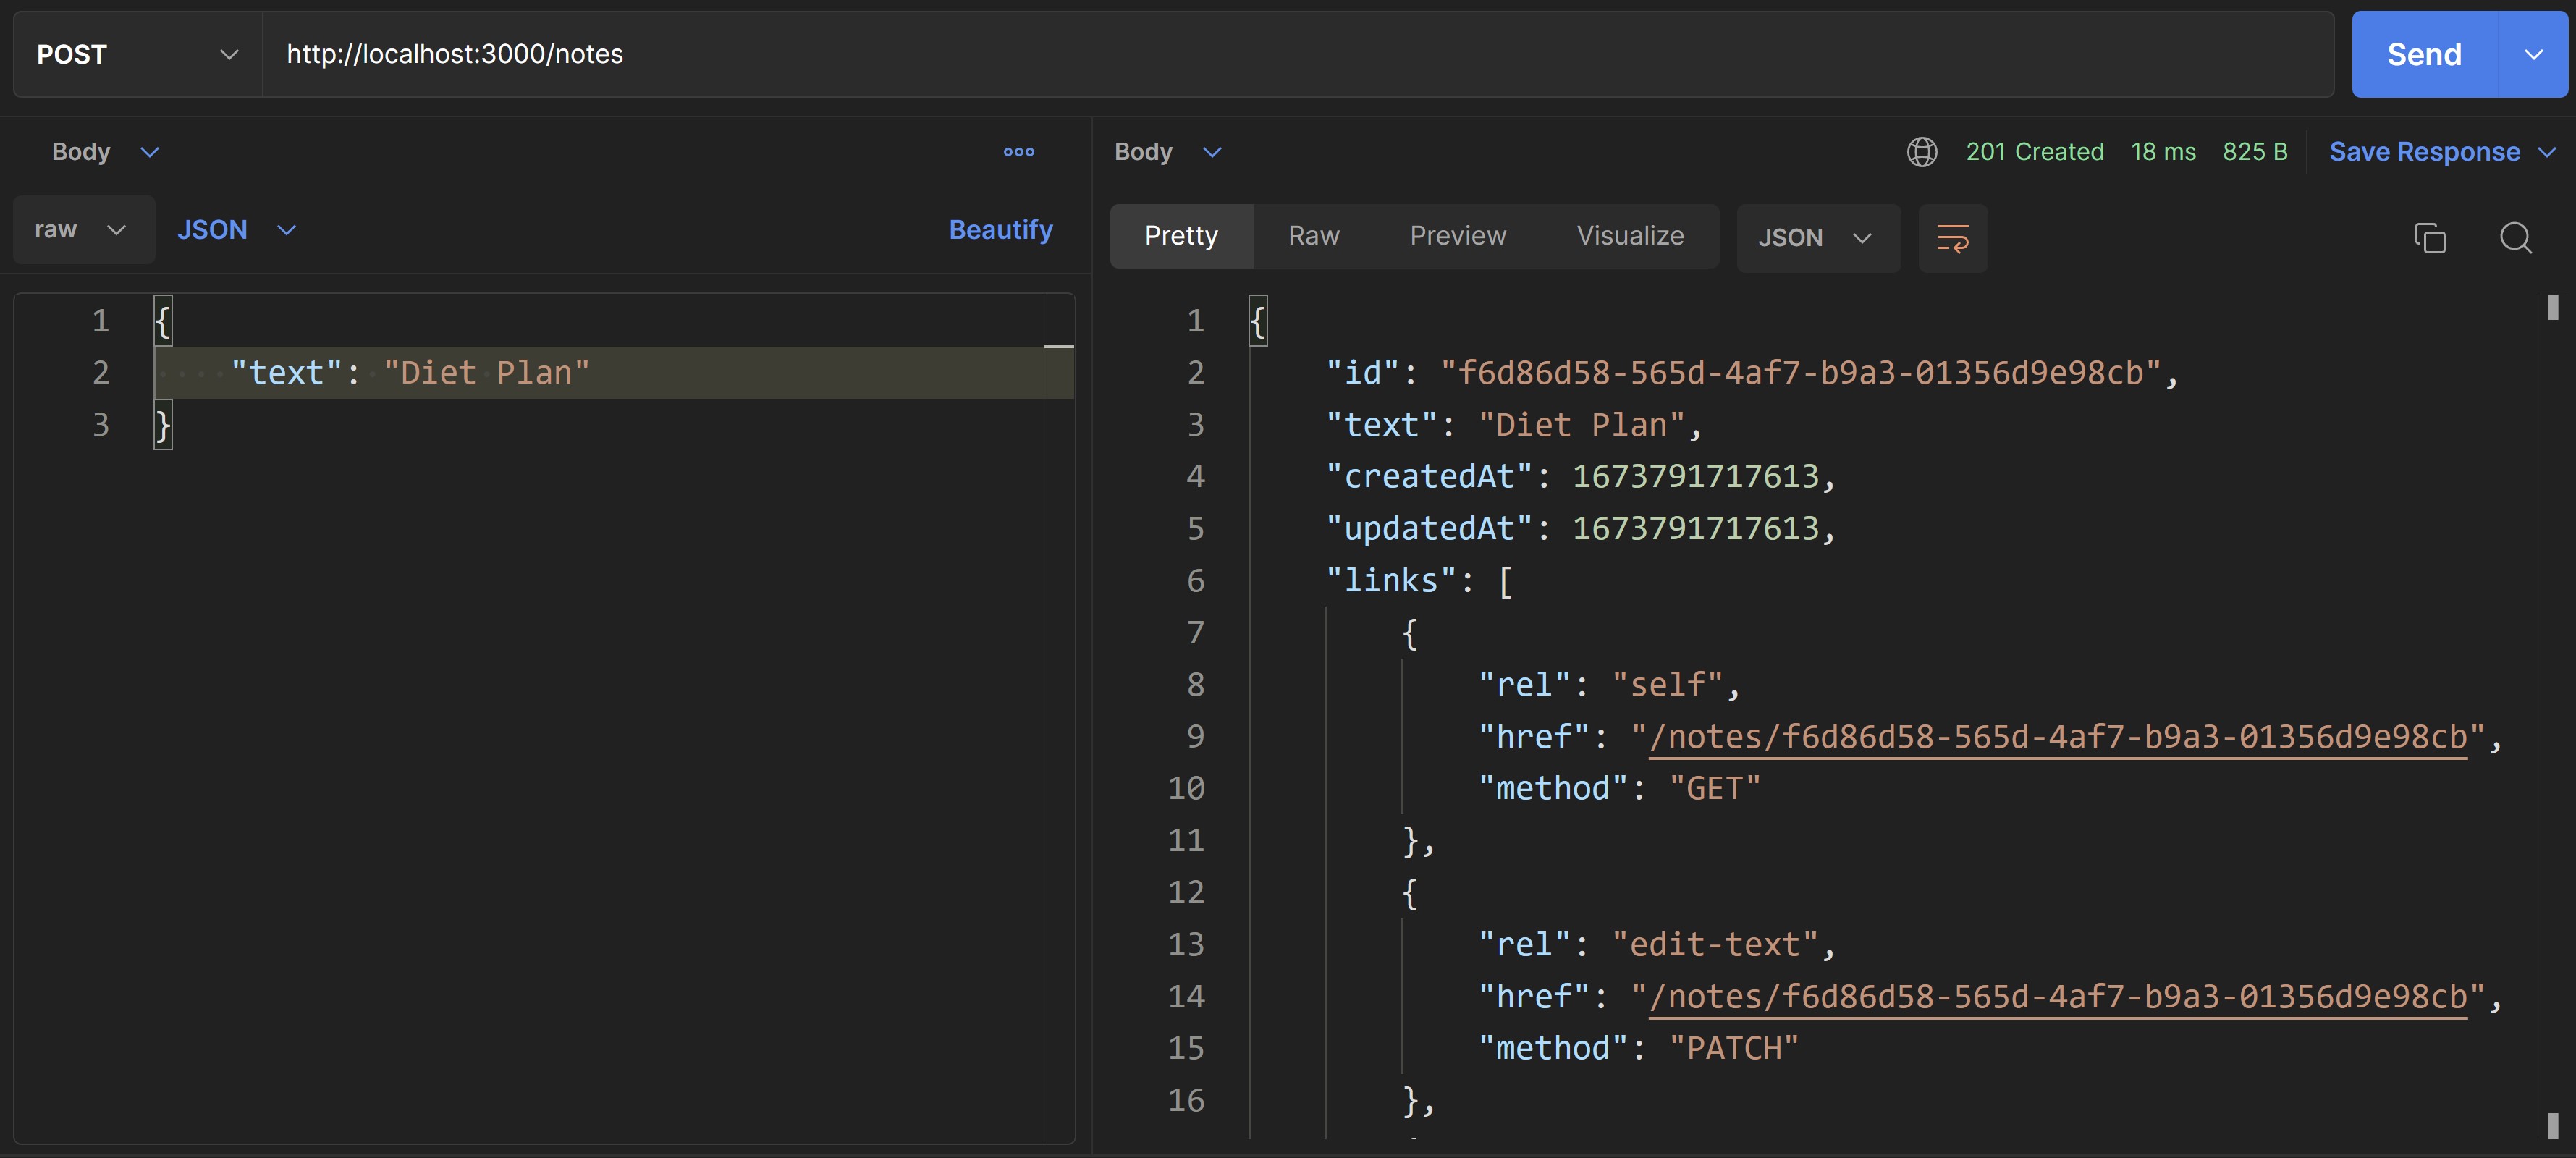 POST http://localhost:3000/notes Send
Body
raw JSON Beautify
1 {
2 "text": "Diet Plan"
3 }
Body 201 Created 18 ms 825 B Save Response
Pretty Raw Preview Visualize JSON
1 {
2 "id": "f6d86d58-565d-4af7-b9a3-01356d9e98cb",
3 "text": "Diet Plan",
4 "createdAt": 1673791717613,
5 "updatedAt": 1673791717613,
6 "links": [
7 {
8 "rel": "self",
9 "href": "/notes/f6d86d58-565d-4af7-b9a3-01356d9e98cb",
10 "method": "GET"
11 },
12 {
13 "rel": "edit-text",
14 "href": "/notes/f6d86d58-565d-4af7-b9a3-01356d9e98cb",
15 "method": "PATCH"
16 },